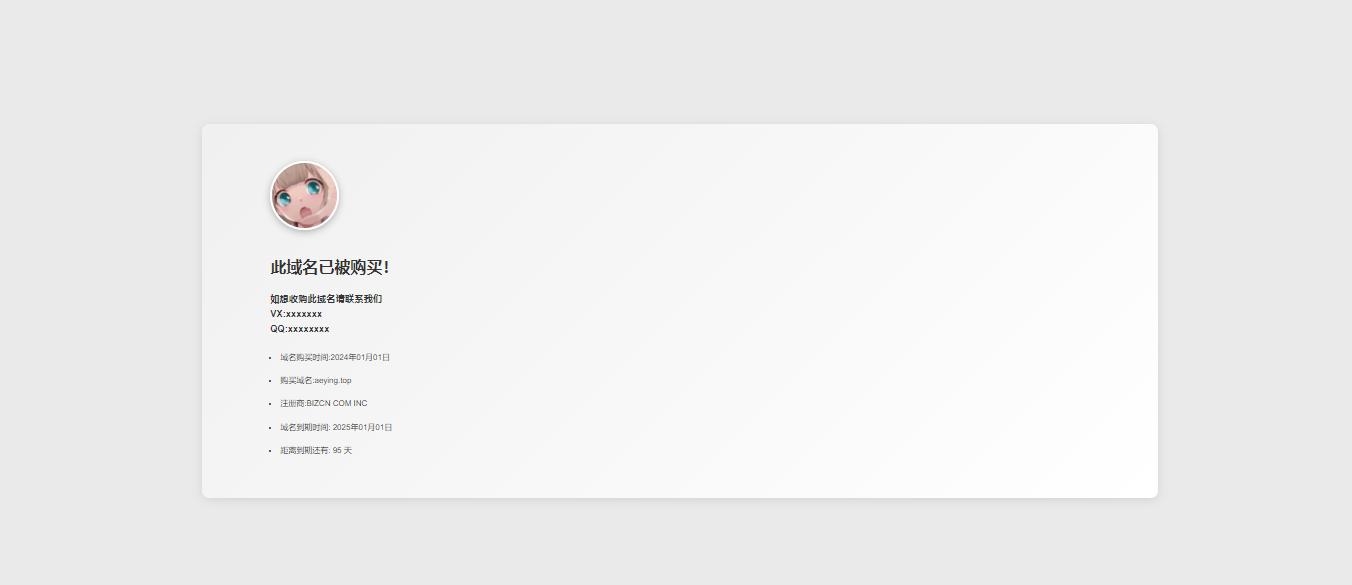 此域名已被购买!
如想收购此域名请联系我们
VX:xxxxxxx
QQ:xxxxxxxx
域名购买时间:2024年01月01日
购买域名:aeying.top
注册商:BIZCN COM INC
域名到期时间: 2025年01月01日
距离到期还有: 95 天